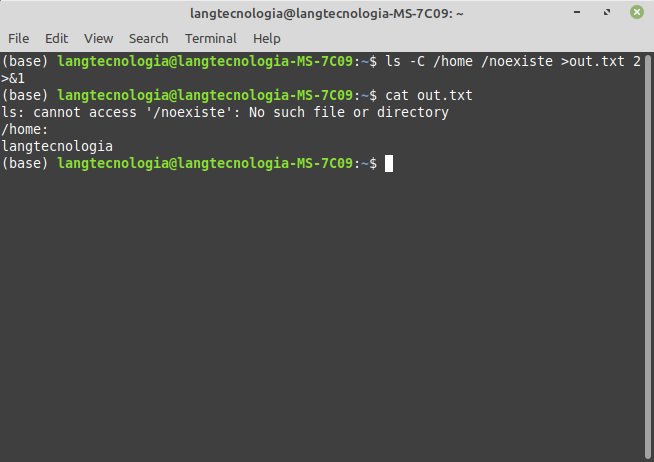 langtecnologia@langtecnologia-MS-7C09: ~
File Edit View Search Terminal Help
(base) langtecnologia@langtecnologia-MS-7C09:~$ ls -C /home /noexiste >out.txt 2
>&1
(base) langtecnologia@langtecnologia-MS-7C09:~$ cat out.txt
ls: cannot access '/noexiste': No such file or directory
/home:
langtecnologia
(base) langtecnologia@langtecnologia-MS-7C09:~$